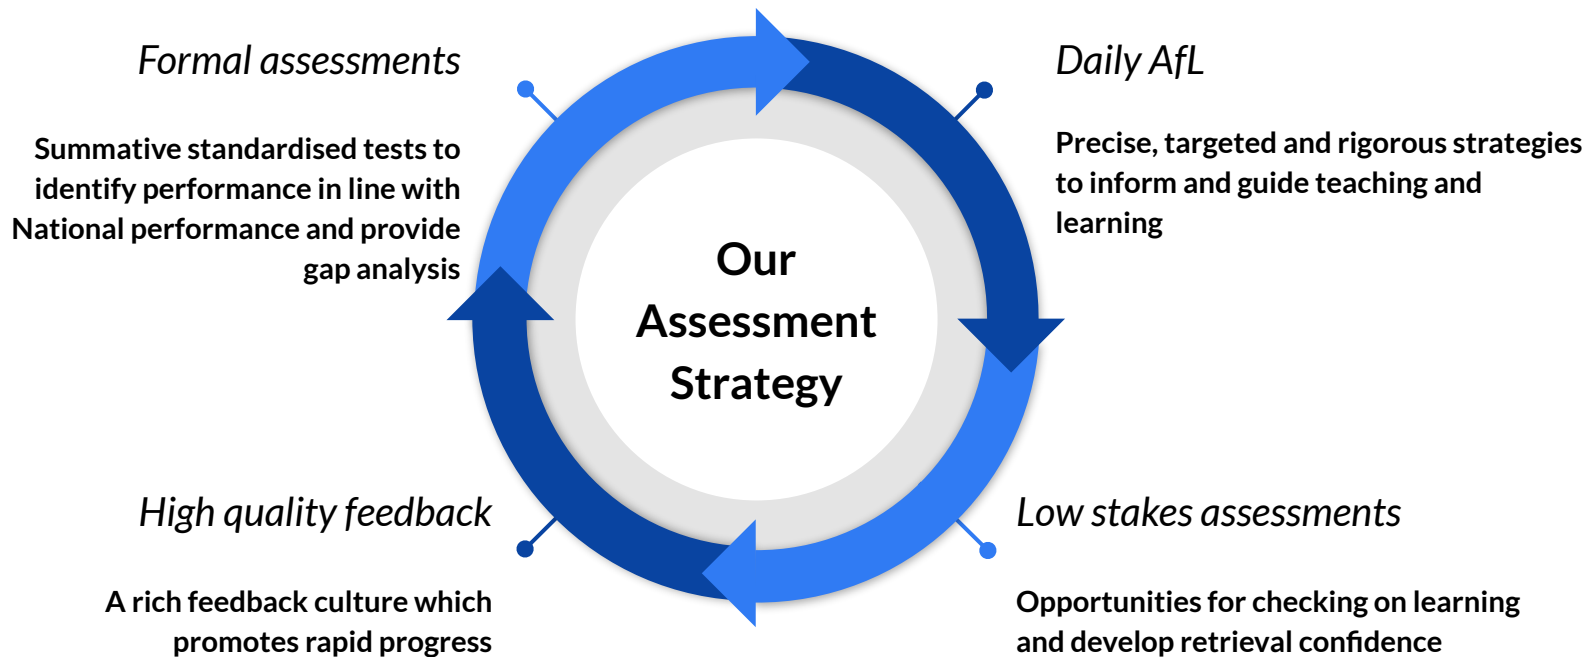 Formal assessments
Summative standardised tests to
identify performance in line with
National performance and provide
gap analysis
Daily AfL
Precise, targeted and rigorous strategies
to inform and guide teaching and
learning
Our
Assessment
Strategy
High quality feedback
A rich feedback culture which
promotes rapid progress
Low stakes assessments
Opportunities for checking on learning
and develop retrieval confidence